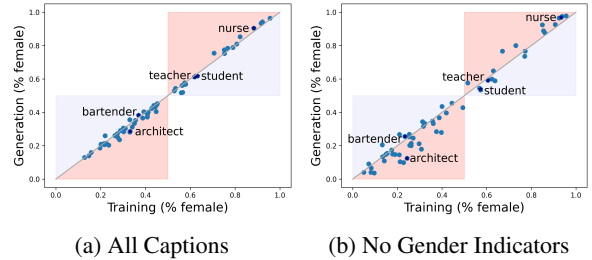 Generation (% female)
1.0
0.8
0.6
0.4
0.2
0.0
nurse
teacher
student
bartender
architect
0.0 0.2 0.4 0.6 0.8 1.0
Training (% female)
(a) All Captions
Generation (% female)
1.0
0.8
0.6
0.4
0.2
0.0
nurse
teacher
student
bartender
architect
0.0 0.2 0.4 0.6 0.8 1.0
Training (% female)
(b) No Gender Indicators